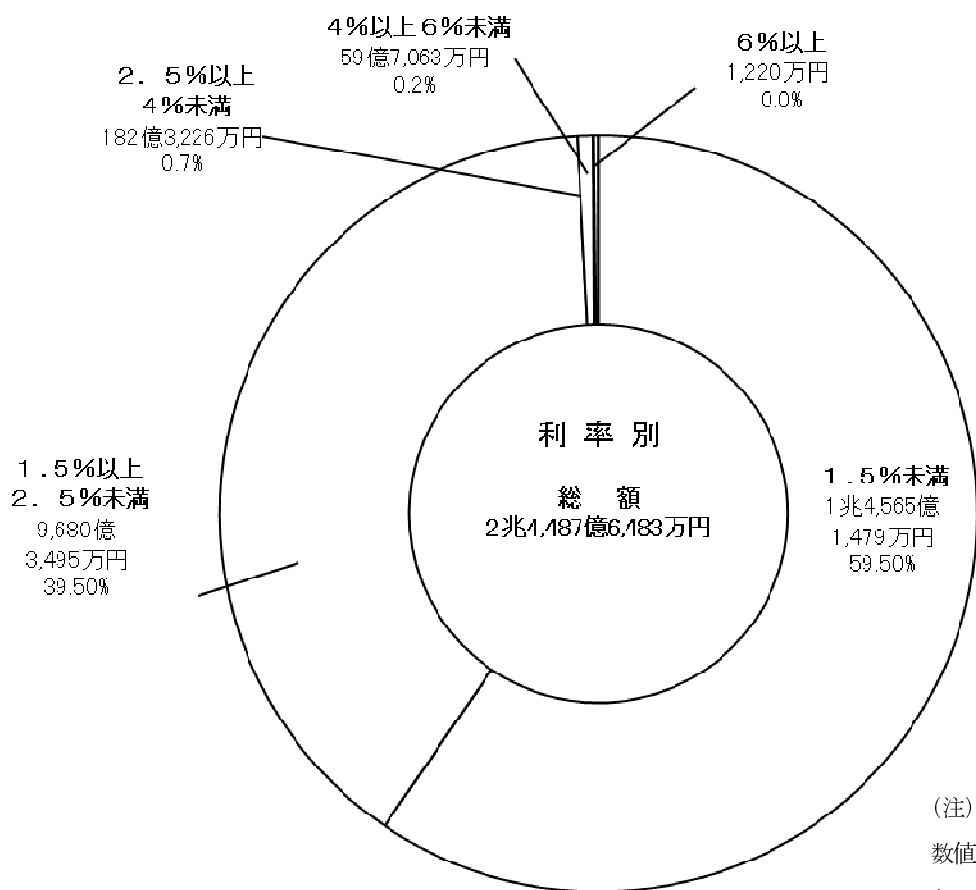 4%以上6%未満
59億7,063万円
0.2%
6%以上
1,220万円
0.0%
2．5%以上
4%未満
182億3,226万円
0.7%
利 率 別
総 額
2兆4,487億6,483万円
1.5%以上
2．5%未満
9,680億
3,495万円
39.50%
1.5%未満
1兆4,565億
1,479万円
59.50%
(注)
数値